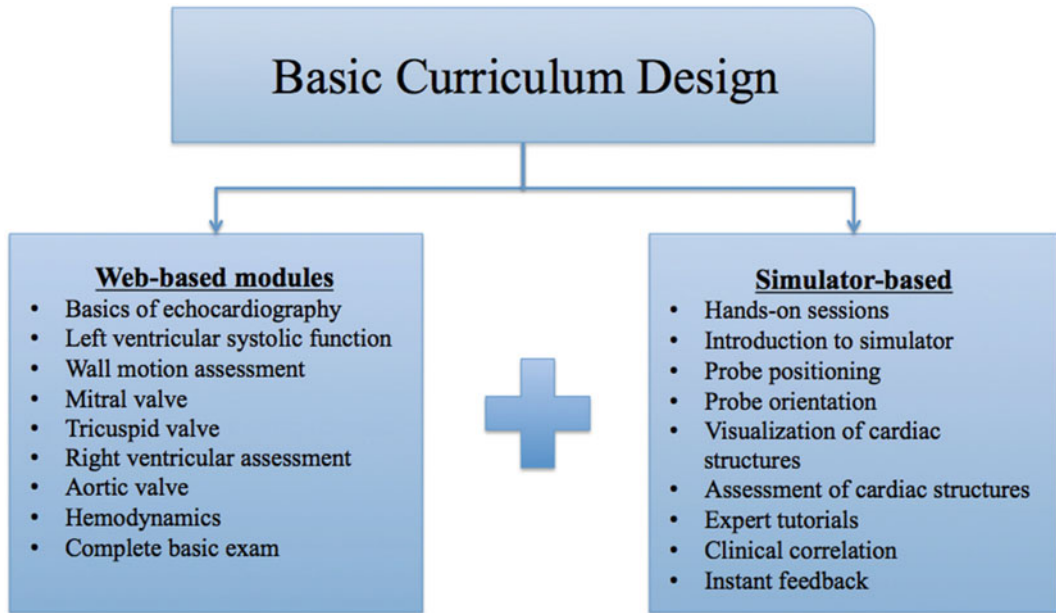 Basic Curriculum Design
Web-based modules
• Basics of echocardiography
• Left ventricular systolic function
• Wall motion assessment
• Mitral valve
• Tricuspid valve
• Right ventricular assessment
• Aortic valve
• Hemodynamics
• Complete basic exam
Simulator-based
• Hands-on sessions
• Introduction to simulator
• Probe positioning
• Probe orientation
• Visualization of cardiac
structures
• Assessment of cardiac structures
• Expert tutorials
• Clinical correlation
• Instant feedback